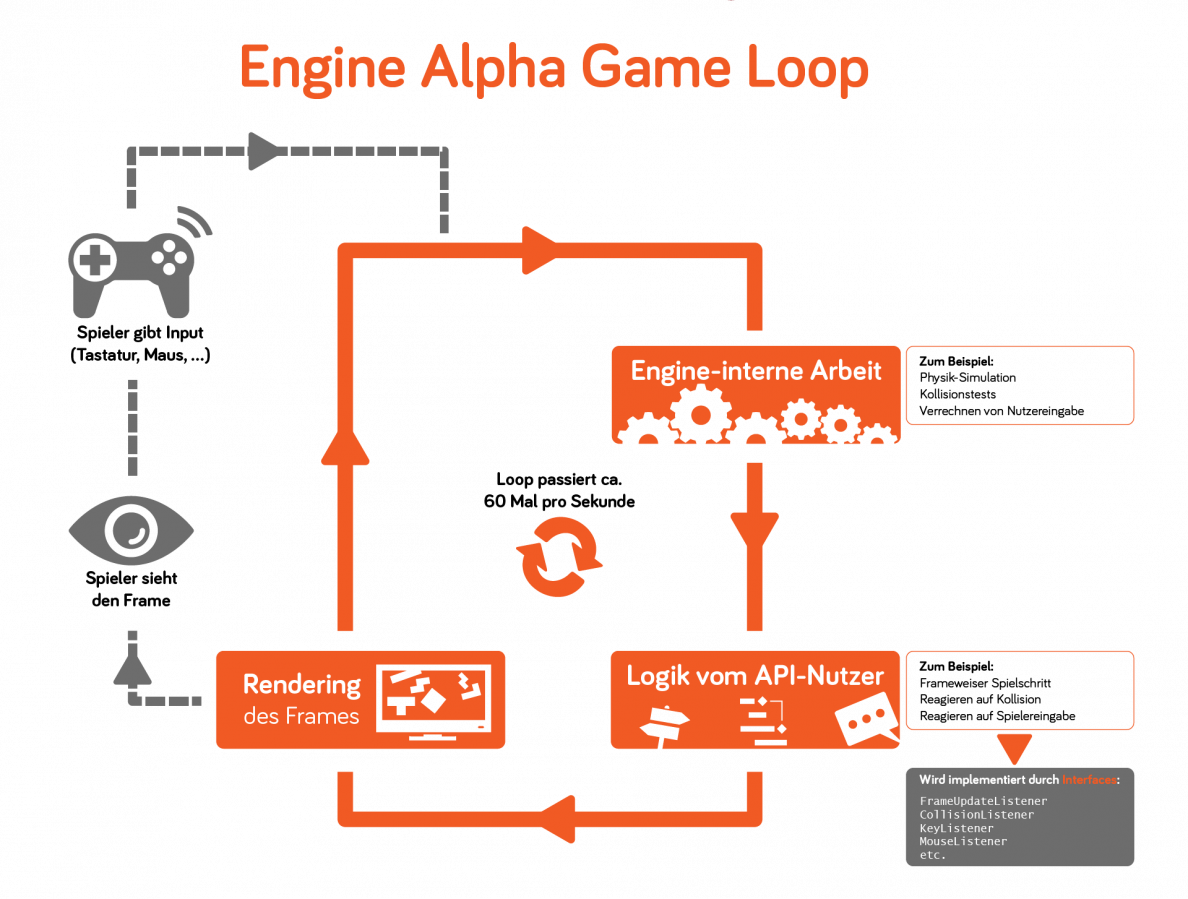 Engine Alpha Game Loop
Spieler gibt Input
(Tastatur, Maus, ...)
Engine-interne Arbeit
Zum Beispiel:
Physik-Simulation
Kollisionstests
Verrechnen von Nutzereingabe
Loop passiert ca.
60 Mal pro Sekunde
Spieler sieht
den Frame
Rendering
des Frames
Logik vom API-Nutzer
Zum Beispiel:
Frameweiser Spielschritt
Reagieren auf Kollision
Reagieren auf Spielereingabe
Wird implementiert durch Interfaces:
FrameUpdateListener
CollisionListener
KeyListener
MouseListener
etc.